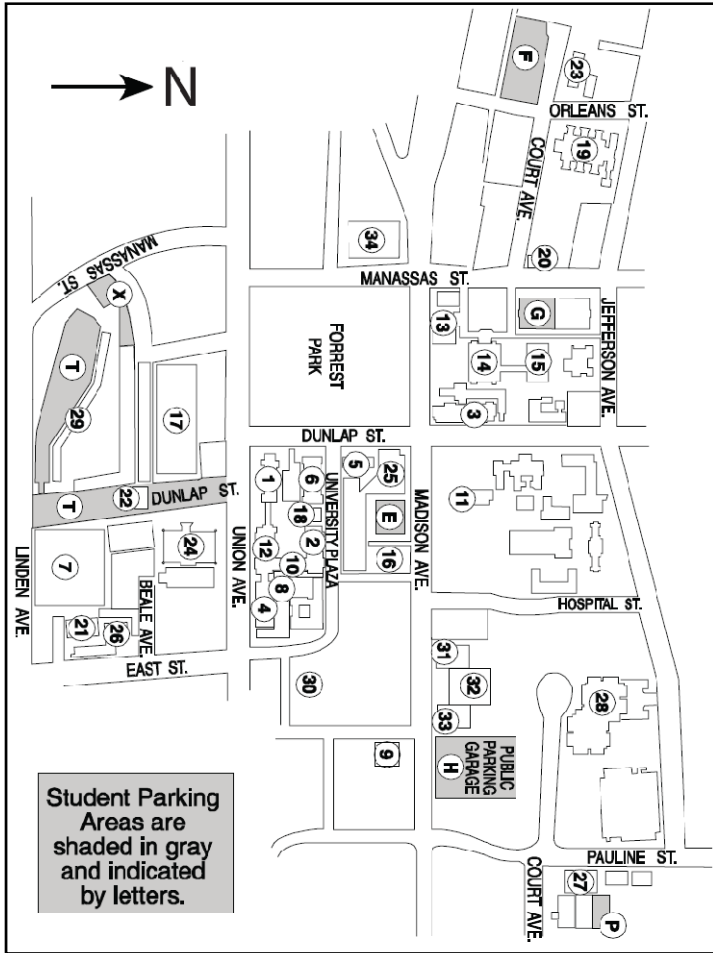 N
F
23
ORLEANS ST.
19
COURT AVE.
20
34
MANASSAS ST.
MANASSAS ST.
X
G
JEFFERSON AVE.
13
FORREST
PARK
14
15
T
29
17
3
DUNLAP ST.
1
6
5
25
UNIVERSITY PLAZA
MADISON AVE.
11
T
22
DUNLAP ST.
18
E
2
12
16
24
UNION AVE.
10
7
LINDEN AVE.
BEALE AVE.
8
4
HOSPITAL ST.
21
26
EAST ST.
31
30
32
28
33
9
H
PUBLIC
PARKING
GARAGE
Student Parking
Areas are
shaded in gray
and indicated
by letters.
PAULINE ST.
27
COURT AVE.
P